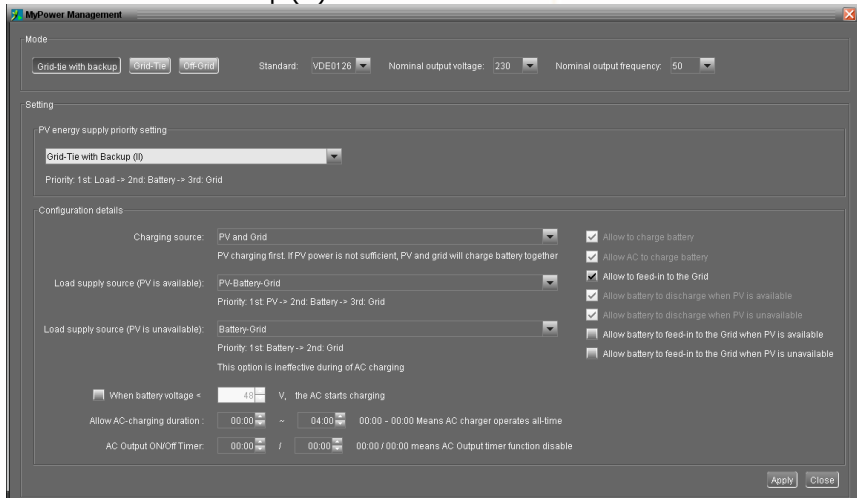 MyPower Management
Mode
Grid-tie with backup Grid-Tie Off-Grid Standard: VDE0126 Nominal output voltage: 230 Nominal output frequency: 50
Setting
PV energy supply priority setting
Grid-Tie with Backup (II)
Priority: 1st: Load -> 2nd: Battery -> 3rd: Grid
Configuration details
Charging source: PV and Grid
PV charging first. If PV power is not sufficient, PV and grid will charge battery together
Load supply source (PV is available): PV-Battery-Grid
Priority: 1st: PV -> 2nd: Battery -> 3rd: Grid
Load supply source (PV is unavailable): Battery-Grid
Priority: 1st: Battery -> 2nd: Grid
This option is ineffective during of AC charging
When battery voltage < 48 V, the AC starts charging
Allow AC-charging duration : 00:00 ~ 04:00 00:00 - 00:00 Means AC charger operates all-time
AC Output ON/Off Timer: 00:00 / 00:00 00:00 / 00:00 means AC Output timer function disable
Allow to charge battery
Allow AC to charge battery
Allow to feed-in to the Grid
Allow battery to discharge when PV is available
Allow battery to discharge when PV is unavailable
Allow battery to feed-in to the Grid when PV is available
Allow battery to feed-in to the Grid when PV is unavailable
Apply Close